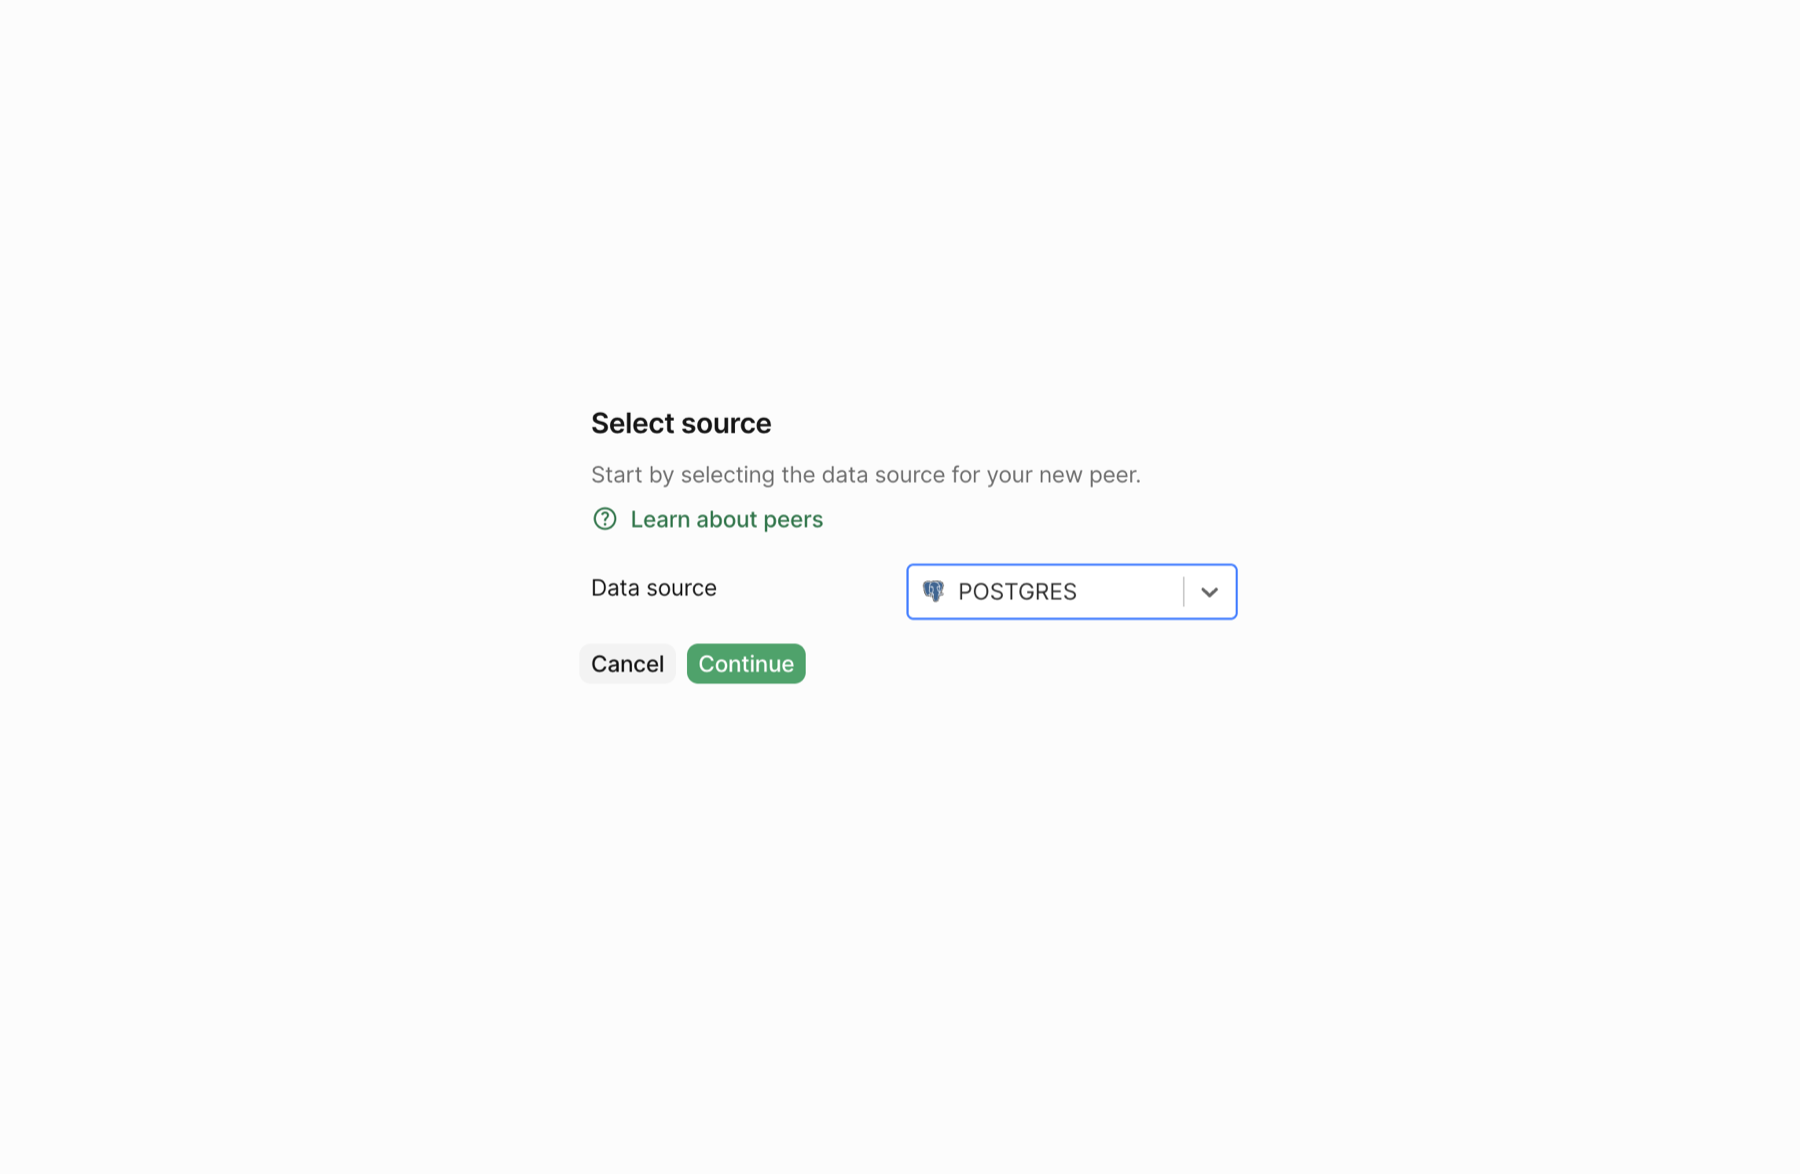 Select source
Start by selecting the data source for your new peer.
Learn about peers
Data source
POSTGRES
Cancel Continue